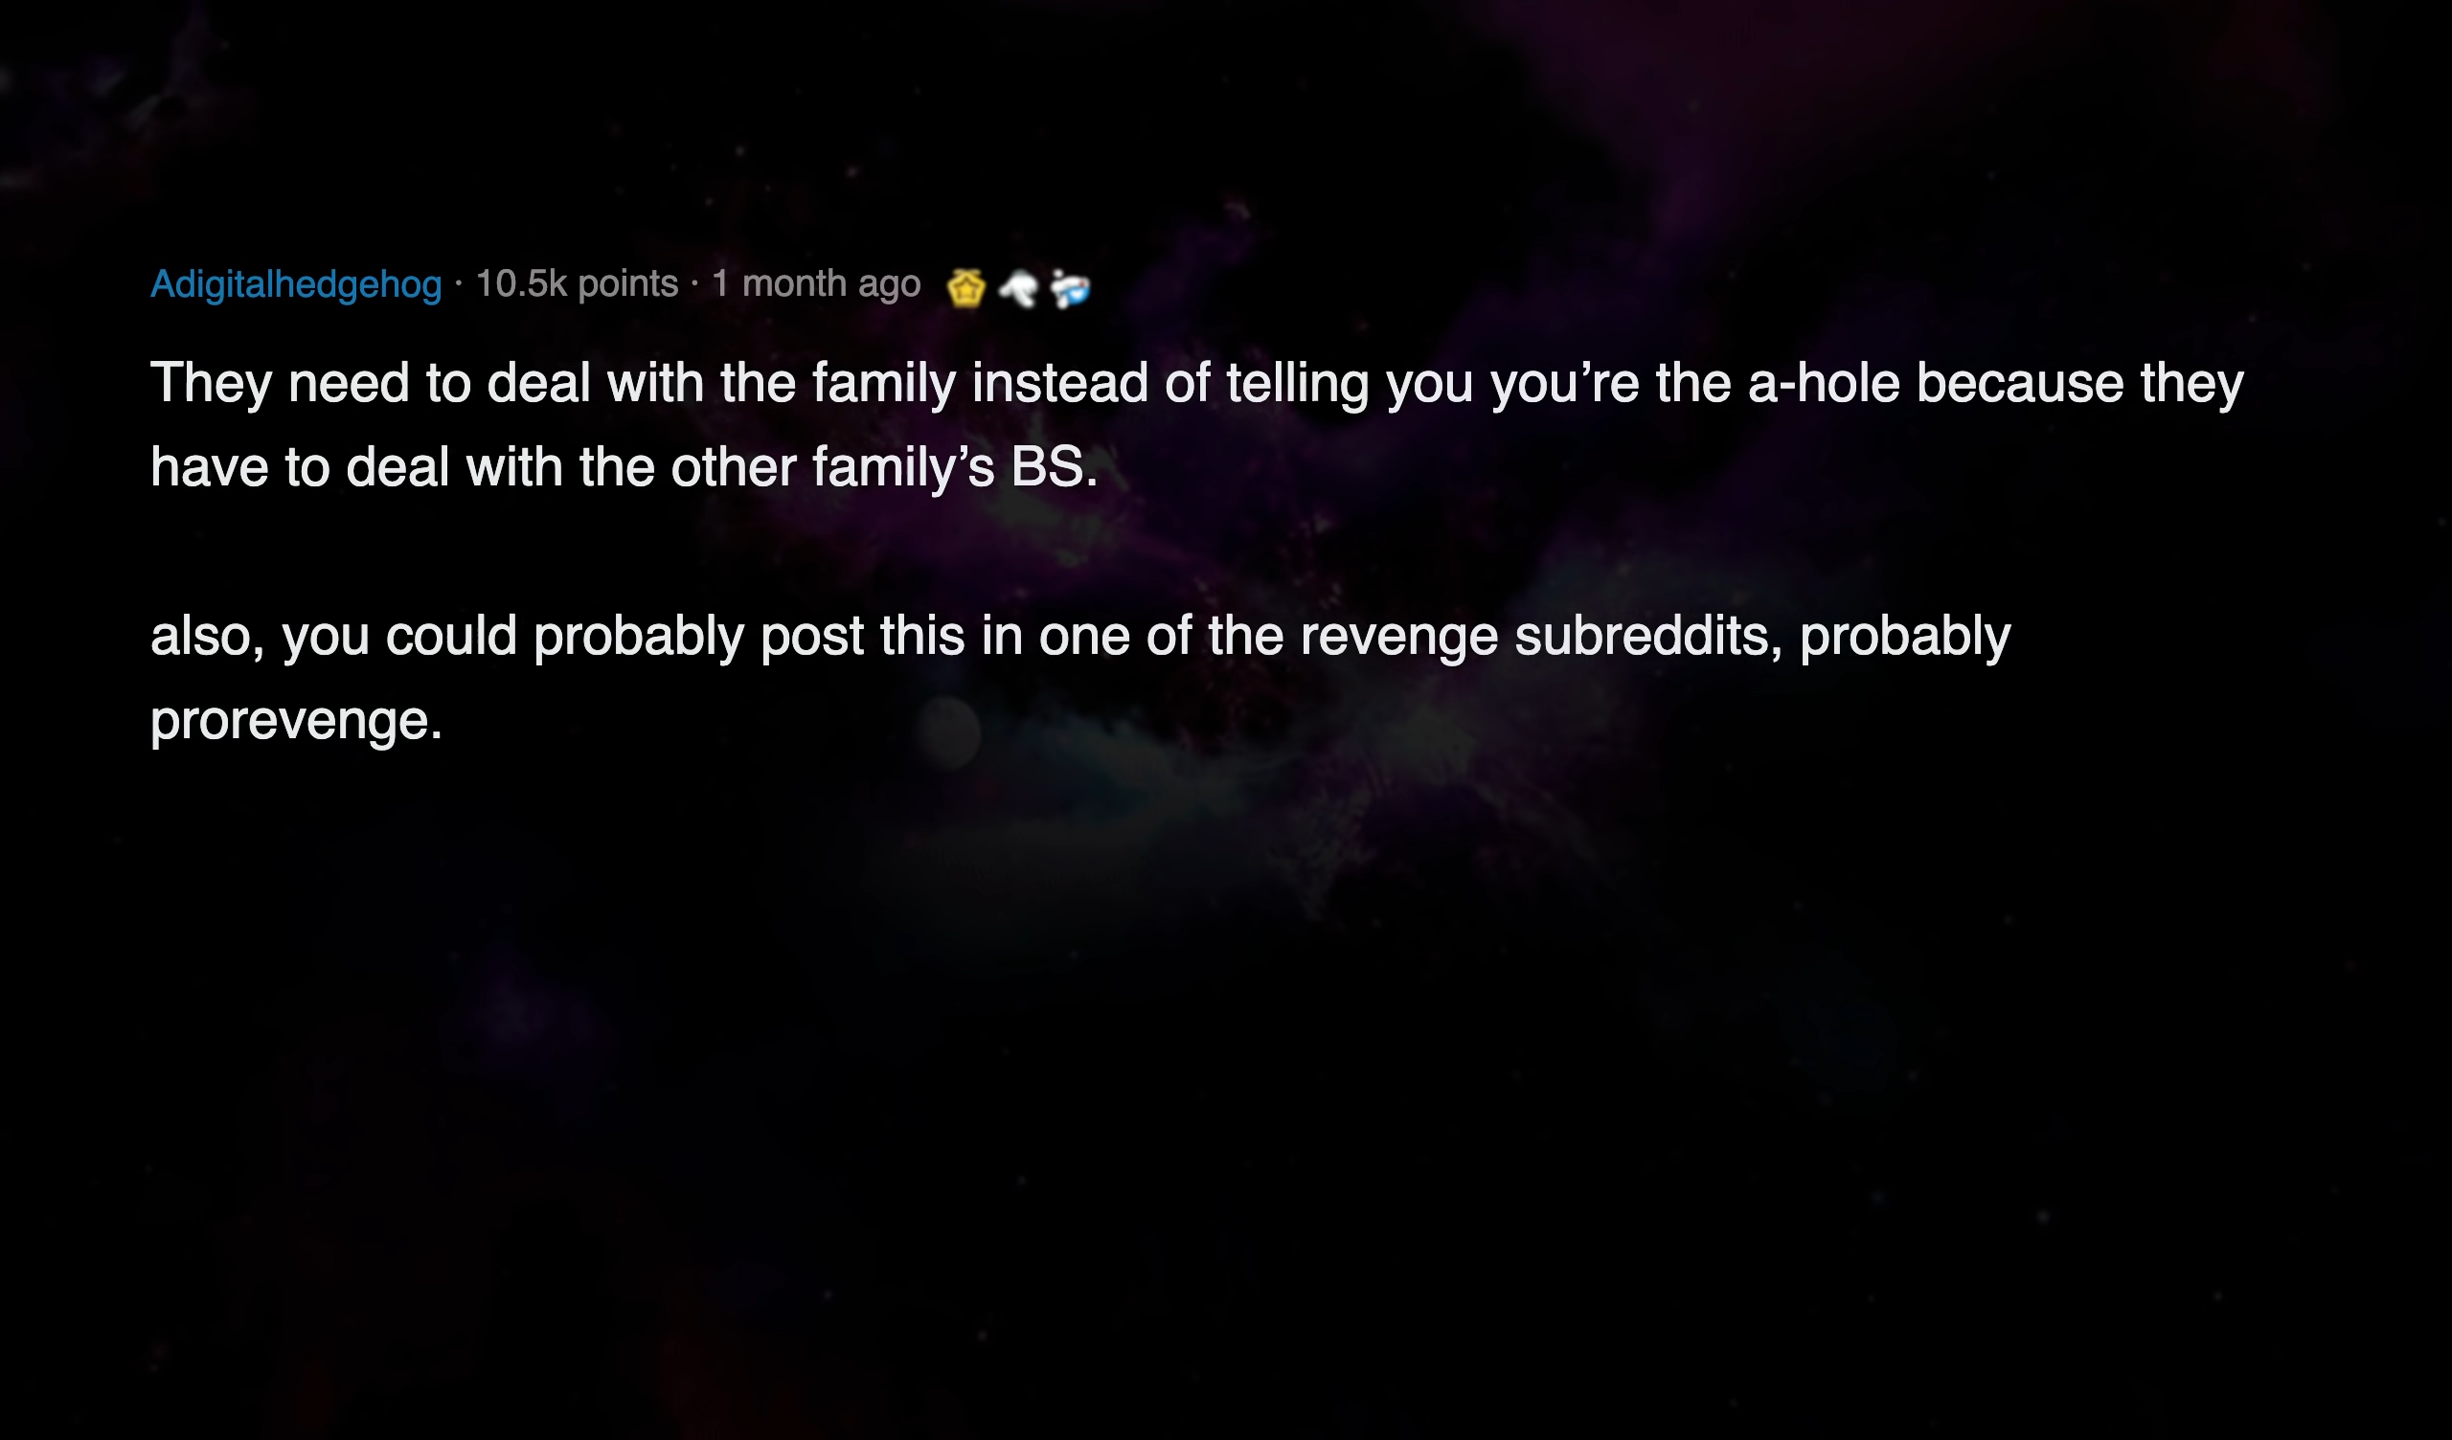 Adigitalhedgehog · 10.5k points · 1 month ago
They need to deal with the family instead of telling you you’re the a-hole because they
have to deal with the other family’s BS.
also, you could probably post this in one of the revenge subreddits, probably
prorevenge.